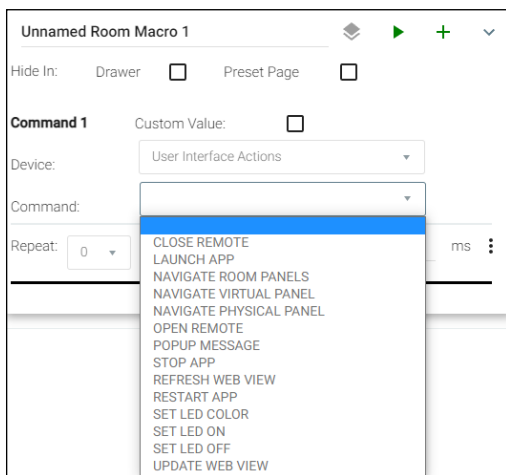 Unnamed Room Macro 1
Hide In: Drawer Preset Page
Command 1 Custom Value:
Device: User Interface Actions
Command:
Repeat: 0 ms
CLOSE REMOTE
LAUNCH APP
NAVIGATE ROOM PANELS
NAVIGATE VIRTUAL PANEL
NAVIGATE PHYSICAL PANEL
OPEN REMOTE
POPUP MESSAGE
STOP APP
REFRESH WEB VIEW
RESTART APP
SET LED COLOR
SET LED ON
SET LED OFF
UPDATE WEB VIEW